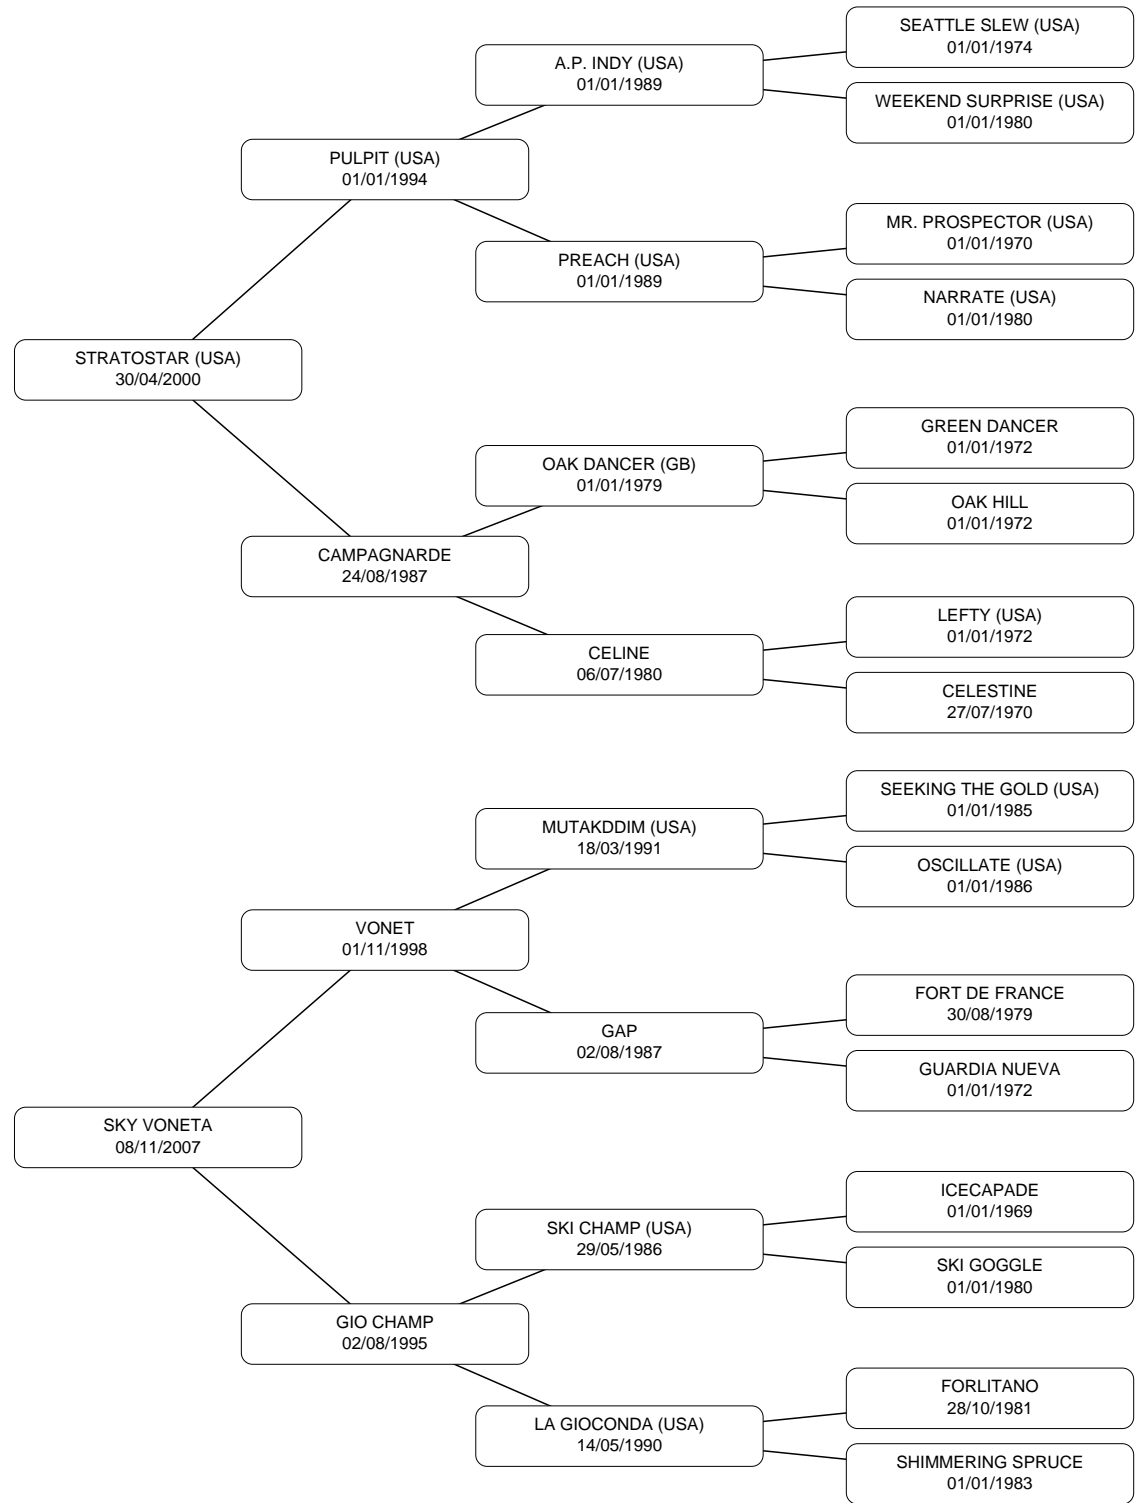 SEATTLE SLEW (USA)
01/01/1974
A.P. INDY (USA)
01/01/1989
WEEKEND SURPRISE (USA)
01/01/1980
PULPIT (USA)
01/01/1994
MR. PROSPECTOR (USA)
01/01/1970
PREACH (USA)
01/01/1989
NARRATE (USA)
01/01/1980
STRATOSTAR (USA)
30/04/2000
GREEN DANCER
01/01/1972
OAK DANCER (GB)
01/01/1979
OAK HILL
01/01/1972
CAMPAGNARDE
24/08/1987
LEFTY (USA)
01/01/1972
CELINE
06/07/1980
CELESTINE
27/07/1970
SEEKING THE GOLD (USA)
01/01/1985
MUTAKDDIM (USA)
18/03/1991
OSCILLATE (USA)
01/01/1986
VONET
01/11/1998
FORT DE FRANCE
30/08/1979
GAP
02/08/1987
GUARDIA NUEVA
01/01/1972
SKY VONETA
08/11/2007
ICECAPADE
01/01/1969
SKI CHAMP (USA)
29/05/1986
SKI GOGGLE
01/01/1980
GIO CHAMP
02/08/1995
FORLITANO
28/10/1981
LA GIOCONDA (USA)
14/05/1990
SHIMMERING SPRUCE
01/01/1983